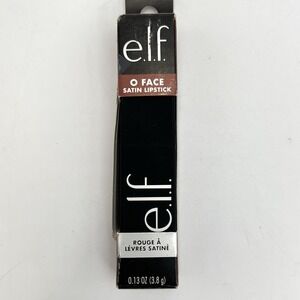 e.l.f.
O FACE
SATIN LIPSTICK
e.l.f.
ROUGE À
LÈVRES SATINÉ
0.13 OZ (3.8 g)